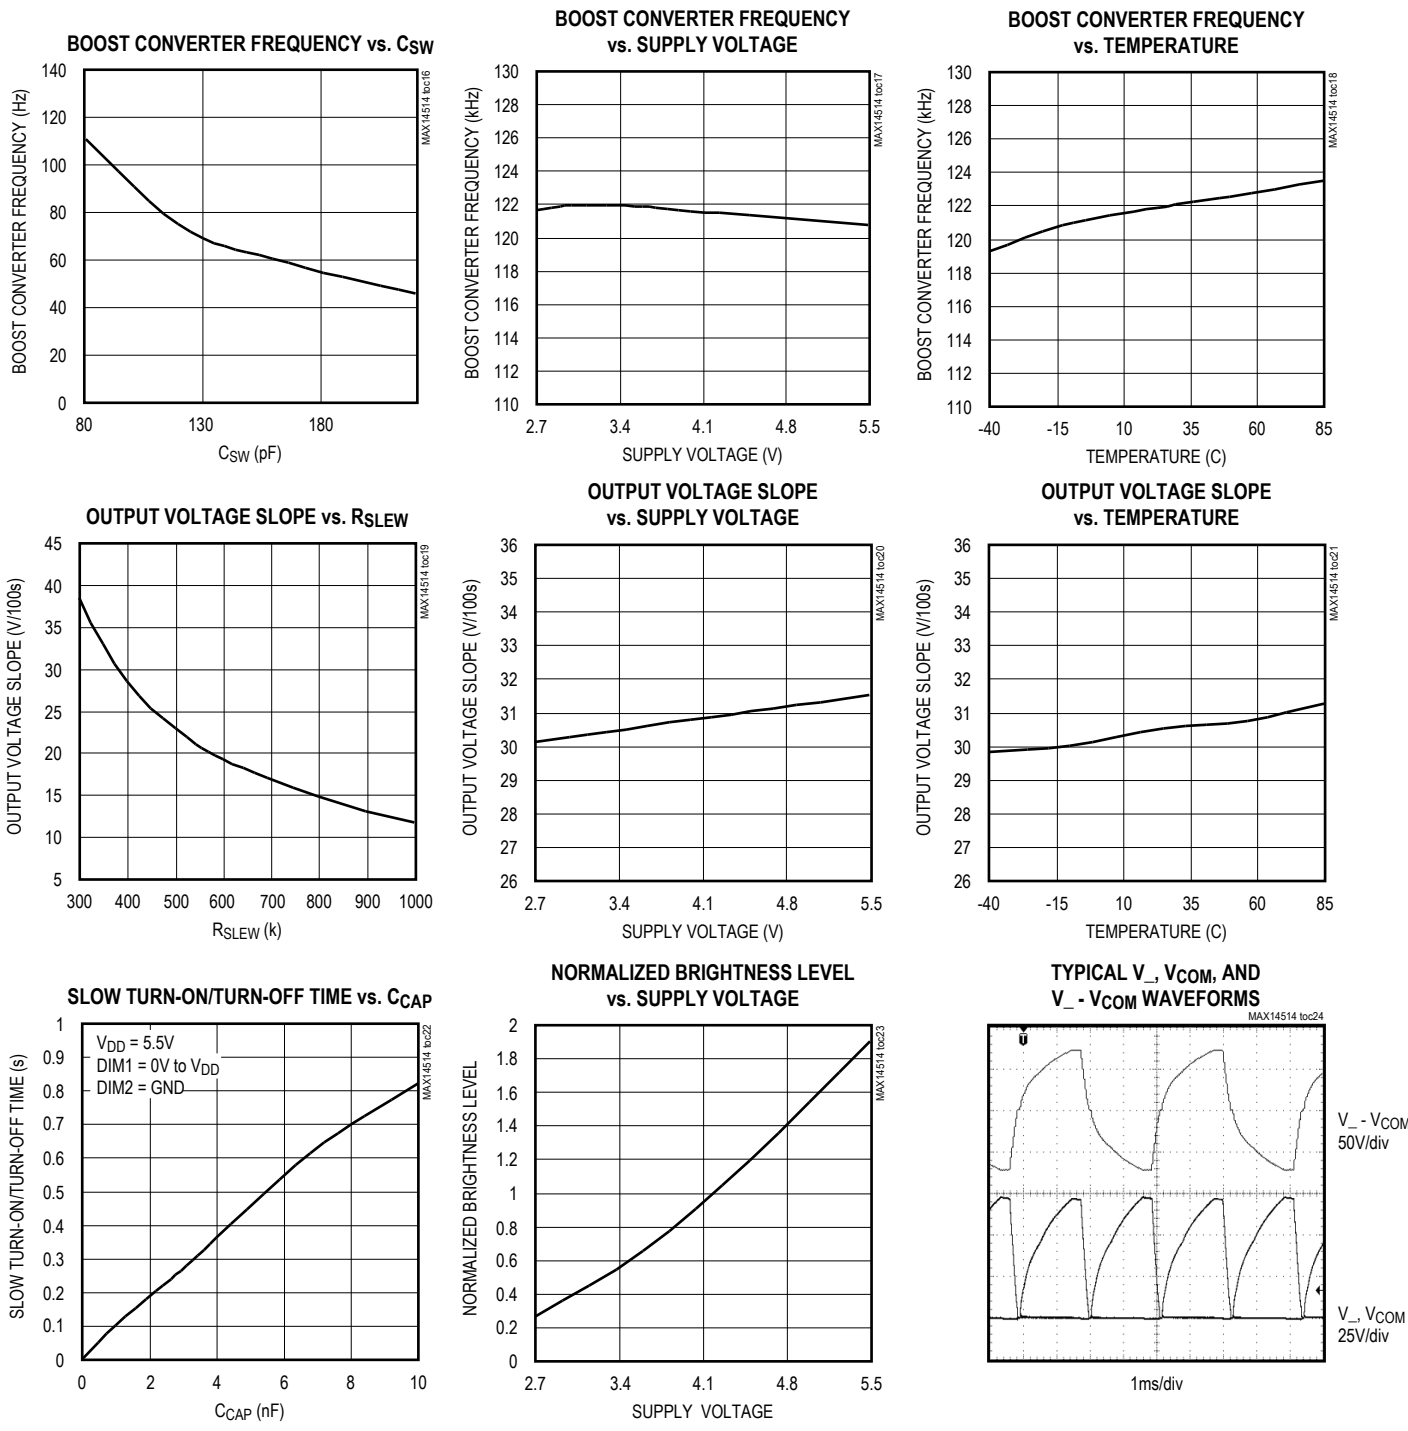 BOOST CONVERTER FREQUENCY vs. CSW
BOOST CONVERTER FREQUENCY (Hz)
140
120
100
80
60
40
20
0
80 130 180
CSW (pF)
MAX14514 toc16
BOOST CONVERTER FREQUENCY
vs. SUPPLY VOLTAGE
BOOST CONVERTER FREQUENCY (kHz)
130
128
126
124
122
120
118
116
114
112
110
2.7 3.4 4.1 4.8 5.5
SUPPLY VOLTAGE (V)
MAX14514 toc17
BOOST CONVERTER FREQUENCY
vs. TEMPERATURE
BOOST CONVERTER FREQUENCY (kHz)
130
128
126
124
122
120
118
116
114
112
110
-40 -15 10 35 60 85
TEMPERATURE (C)
MAX14514 toc18
OUTPUT VOLTAGE SLOPE vs. RSLEW
OUTPUT VOLTAGE SLOPE (V/100s)
45
40
35
30
25
20
15
10
5
300 400 500 600 700 800 900 1000
RSLEW (k)
MAX14514 toc19
OUTPUT VOLTAGE SLOPE
vs. SUPPLY VOLTAGE
OUTPUT VOLTAGE SLOPE (V/100s)
36
35
34
33
32
31
30
29
28
27
26
2.7 3.4 4.1 4.8 5.5
SUPPLY VOLTAGE (V)
MAX14514 toc20
OUTPUT VOLTAGE SLOPE
vs. TEMPERATURE
OUTPUT VOLTAGE SLOPE (V/100s)
36
35
34
33
32
31
30
29
28
27
26
-40 -15 10 35 60 85
TEMPERATURE (C)
MAX14514 toc21
SLOW TURN-ON/TURN-OFF TIME vs. CCAP
SLOW TURN-ON/TURN-OFF TIME (s)
1
0.9
0.8
0.7
0.6
0.5
0.4
0.3
0.2
0.1
0
VDD = 5.5V
DIM1 = 0V to VDD
DIM2 = GND
0 2 4 6 8 10
CCAP (nF)
MAX14514 toc22
NORMALIZED BRIGHTNESS LEVEL
vs. SUPPLY VOLTAGE
NORMALIZED BRIGHTNESS LEVEL
2
1.8
1.6
1.4
1.2
1
0.8
0.6
0.4
0.2
0
2.7 3.4 4.1 4.8 5.5
SUPPLY VOLTAGE
MAX14514 toc23
TYPICAL V_, VCOM, AND
V_ - VCOM WAVEFORMS
MAX14514 toc24
T
V_ - VCOM
50V/div
V_, VCOM
25V/div
1ms/div